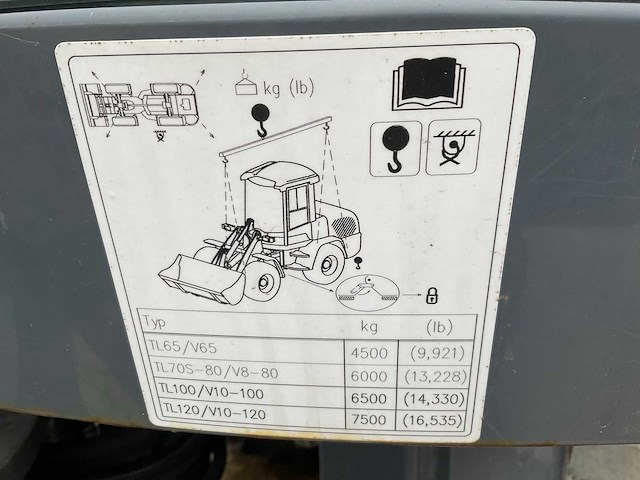 kg (lb)
Typ kg (lb)
TL65/V65 4500 (9,921)
TL70S-80/V8-80 6000 (13,228)
TL100/V10-100 6500 (14,330)
TL120/V10-120 7500 (16,535)